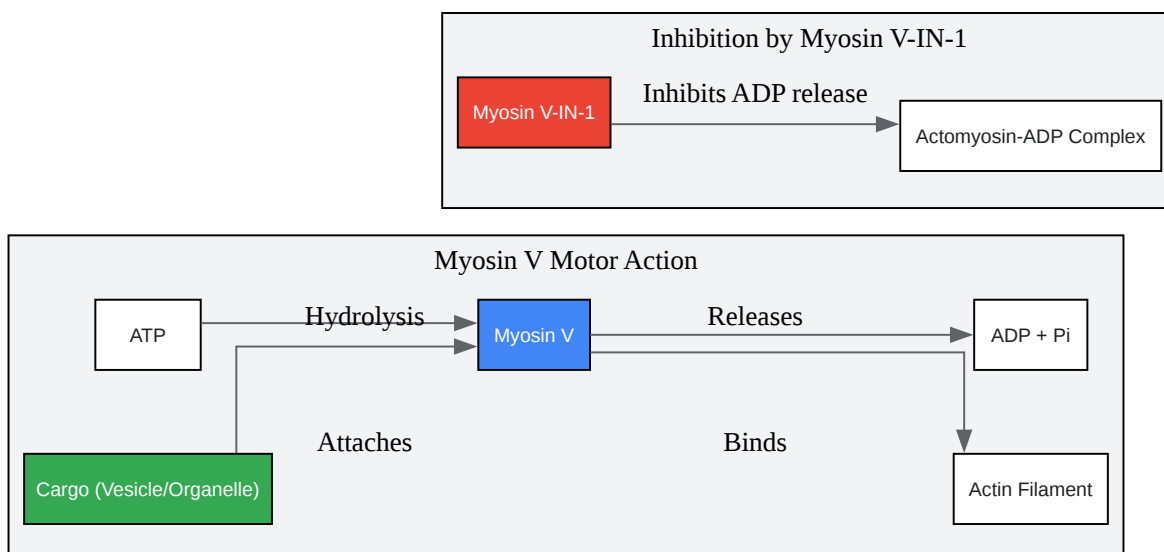 Inhibition by Myosin V-IN-1
Myosin V-IN-1
Inhibits ADP release
Actomyosin-ADP Complex
Myosin V Motor Action
ATP
Hydrolysis
Myosin V
Releases
ADP + Pi
Cargo (Vesicle/Organelle)
Attaches
Binds
Actin Filament